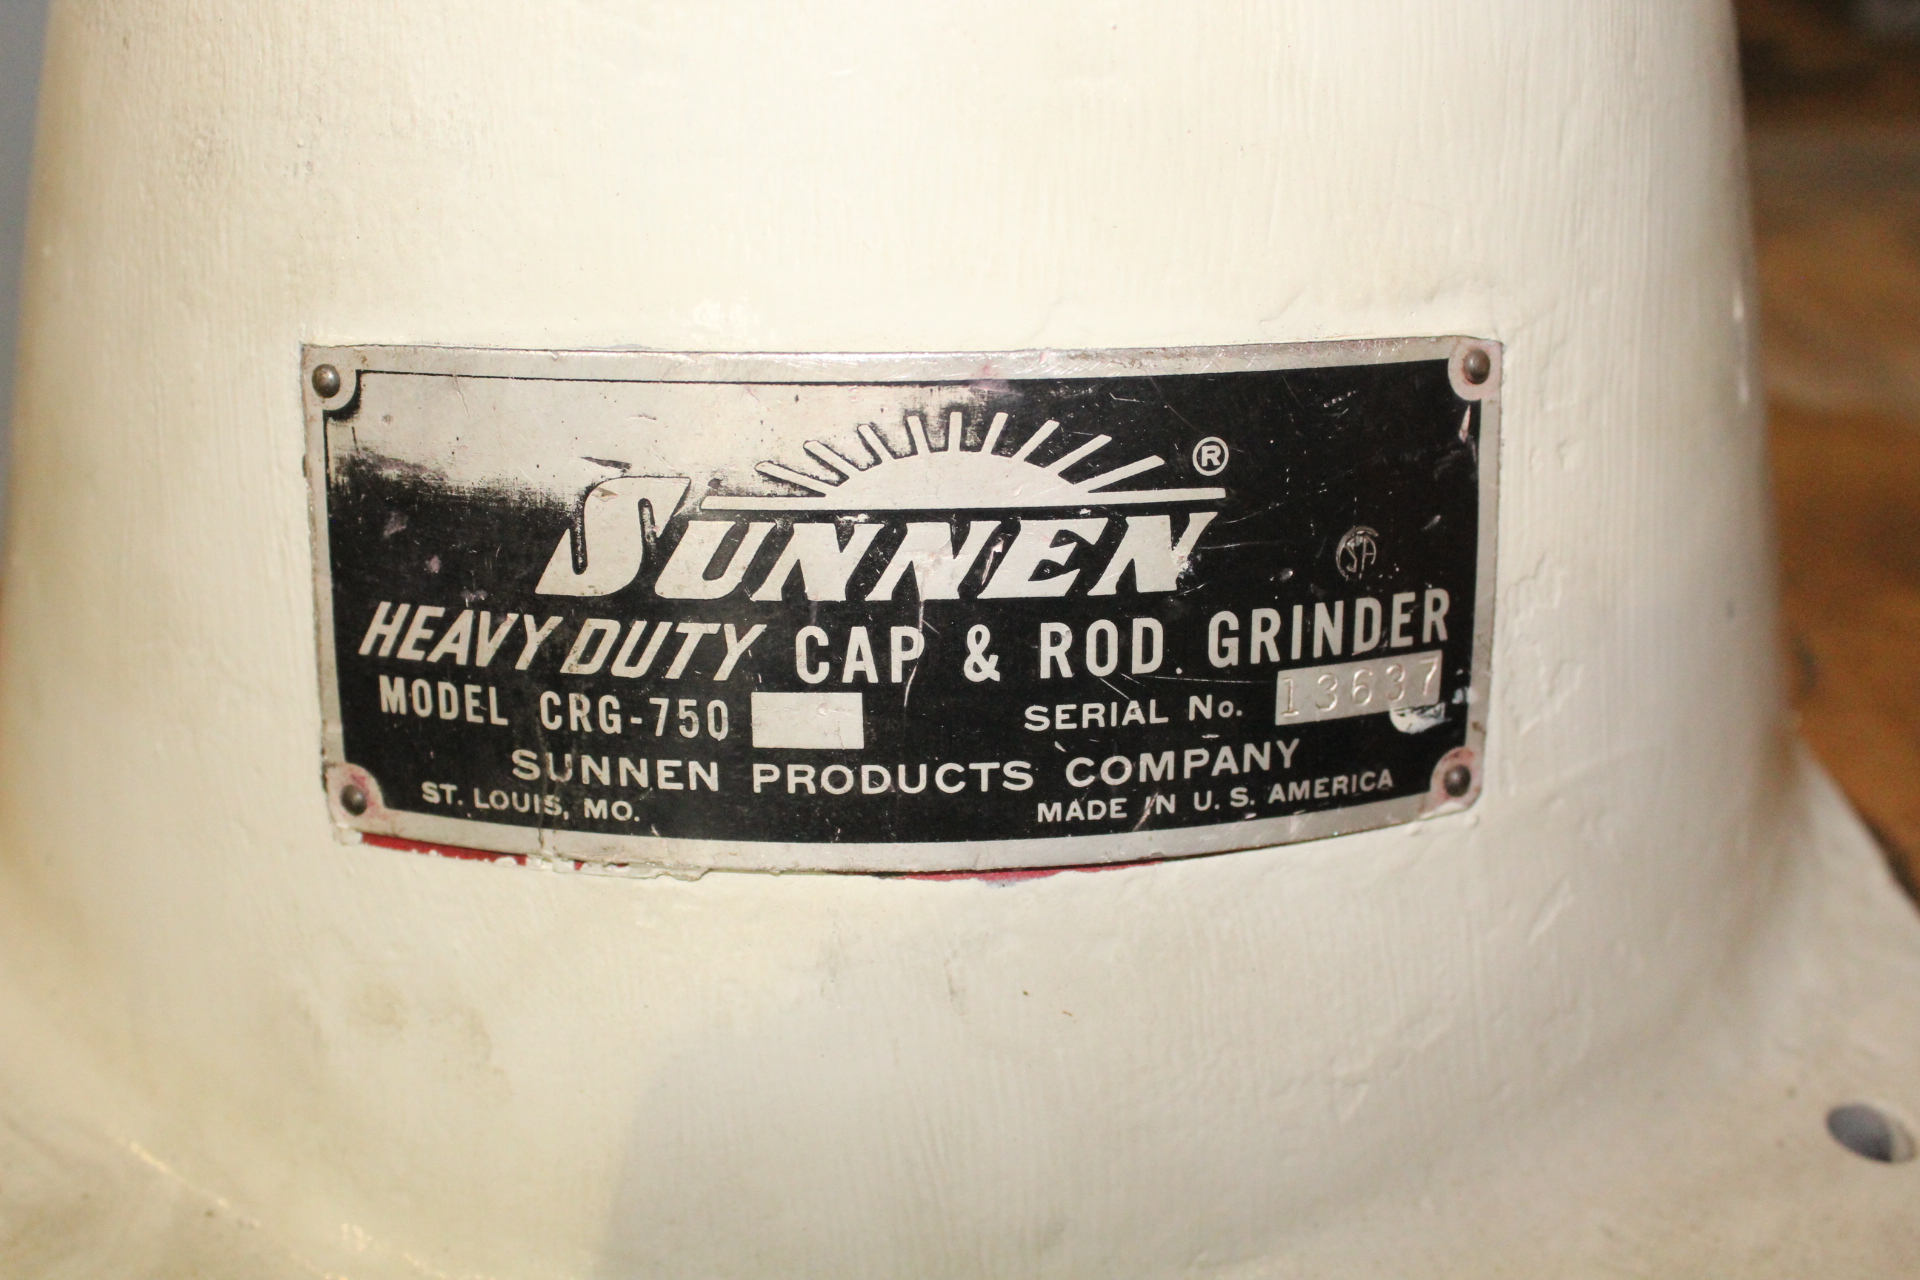 SUNNEN ®
SA
HEAVY DUTY CAP & ROD GRINDER
MODEL CRG-750 SERIAL No. 13637
SUNNEN PRODUCTS COMPANY
ST. LOUIS, MO. MADE IN U. S. AMERICA